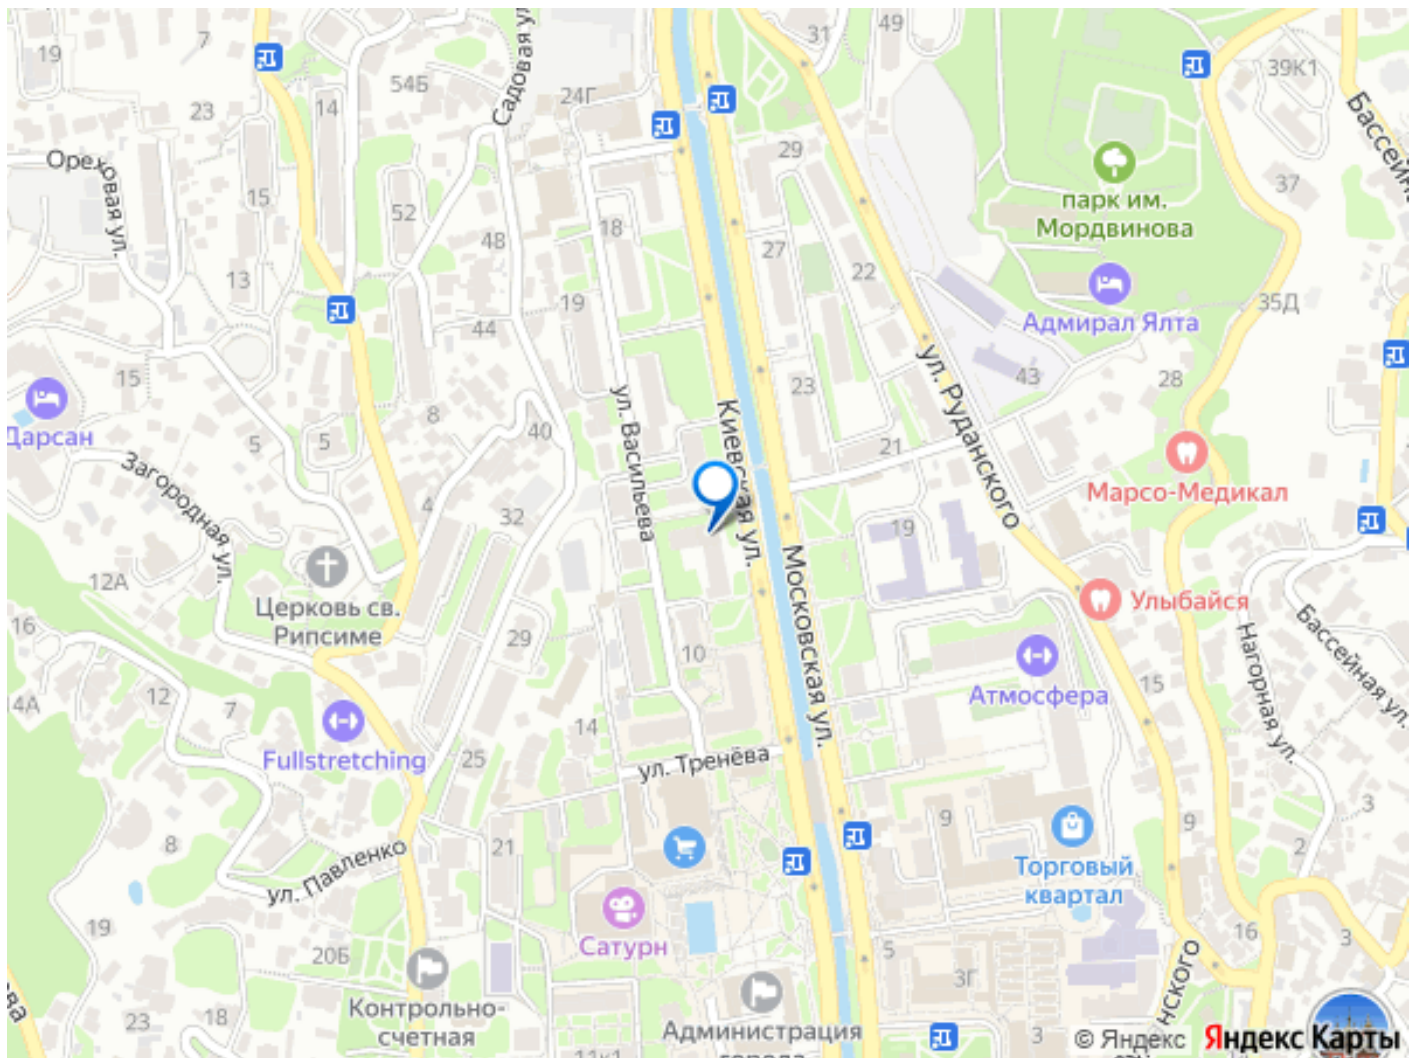 19
7
54Б
Садовая ул
24Г
31
49
39К1
Бассейна
23
14
29
Ореховая ул.
15
52
48
18
27
22
37
парк им.
Мордвинова
13
19
44
35Д
Адмирал Ялта
15
8
40
23
43
28
Дарсан
5
5
ул. Васильева
Киевская ул.
21
ул. Руданского
Загородная ул.
4
32
19
Марсо-Медикал
12А
Церковь св.
Рипсиме
29
10
Московская ул.
Улыбайся
Нагорная ул.
Бассейная ул.
16
14А
12
7
14
Атмосфера
15
Fullstretching
25
ул. Тренёва
3
8
ул. Павленко
21
9
9
2
Торговый
квартал
19
20Б
Сатурн
5
3Г
16
3
Контрольно-
счетная
23
18
Администрация
города
11к1
3
нского
ва
© Яндекс
Яндекс Карты